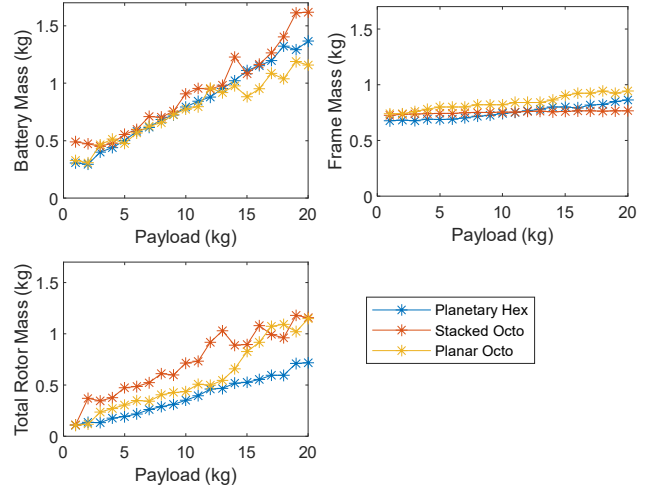 1.5
1
0.5
0
Battery Mass (kg)
0 5 10 15 20
Payload (kg)
1.5
1
0.5
0
Frame Mass (kg)
0 5 10 15 20
Payload (kg)
1.5
1
0.5
0
Total Rotor Mass (kg)
0 5 10 15 20
Payload (kg)
Planetary Hex
Stacked Octo
Planar Octo